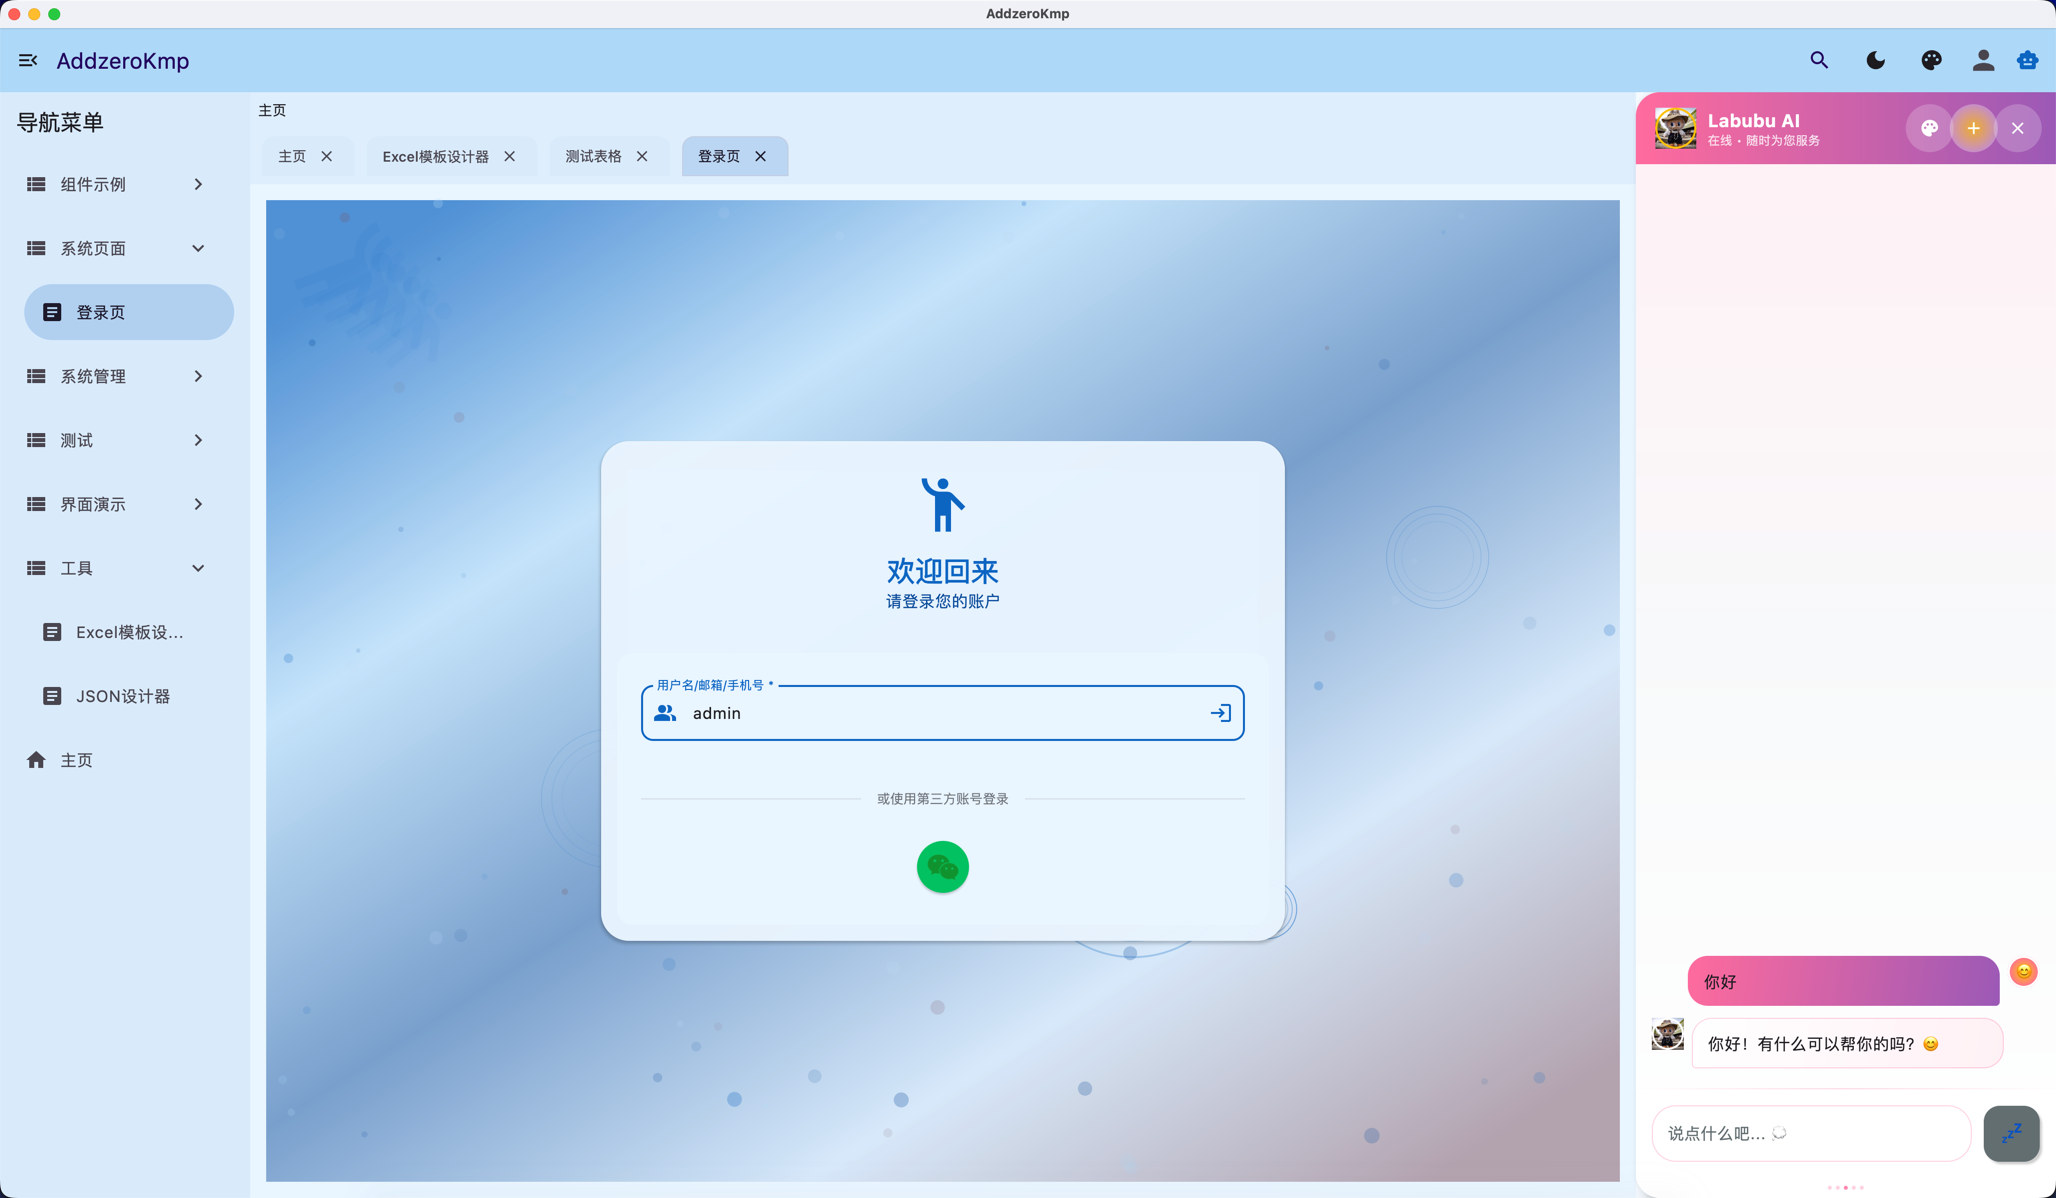 AddzeroKmp
AddzeroKmp
导航菜单
组件示例
系统页面
登录页
系统管理
测试
界面演示
工具
Excel模板设...
JSON设计器
主页
主页
主页
Excel模板设计器
测试表格
登录页
欢迎回来
请登录您的账户
用户名/邮箱/手机号 *
admin
或使用第三方账号登录
Labubu AI
在线 • 随时为您服务
你好
你好！有什么可以帮你的吗？😊
说点什么吧... 💭
zzZ